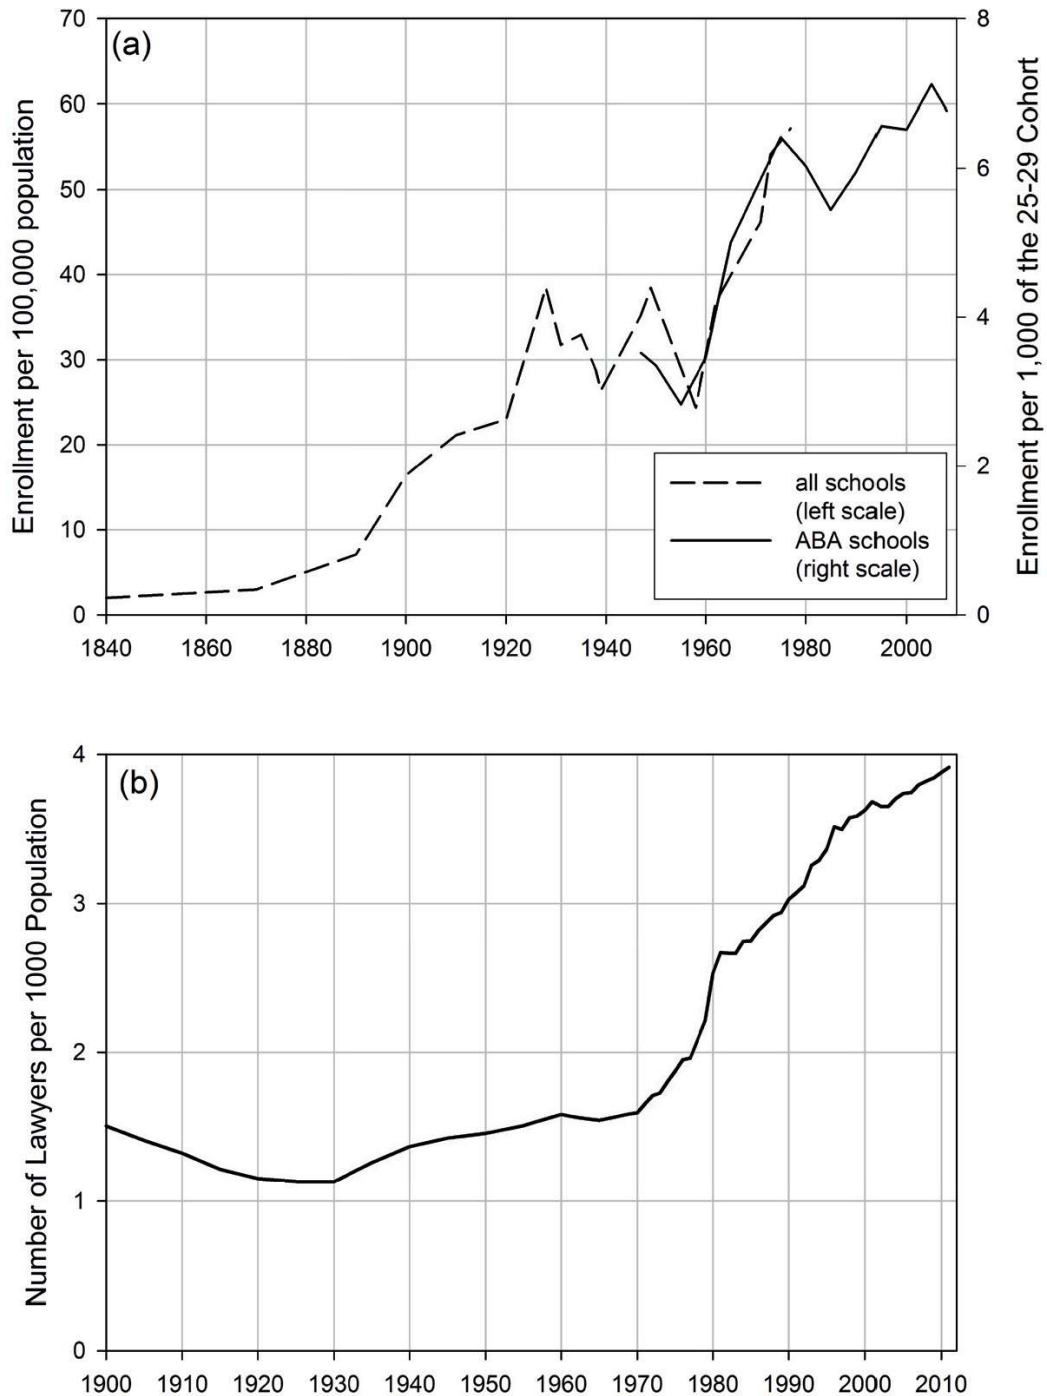 (a)
Enrollment per 100,000 population
70
60
50
40
30
20
10
0
Enrollment per 1,000 of the 25-29 Cohort
8
6
4
2
0
all schools
(left scale)
ABA schools
(right scale)
1840 1860 1880 1900 1920 1940 1960 1980 2000
(b)
Number of Lawyers per 1000 Population
4
3
2
1
0
1900 1910 1920 1930 1940 1950 1960 1970 1980 1990 2000 2010